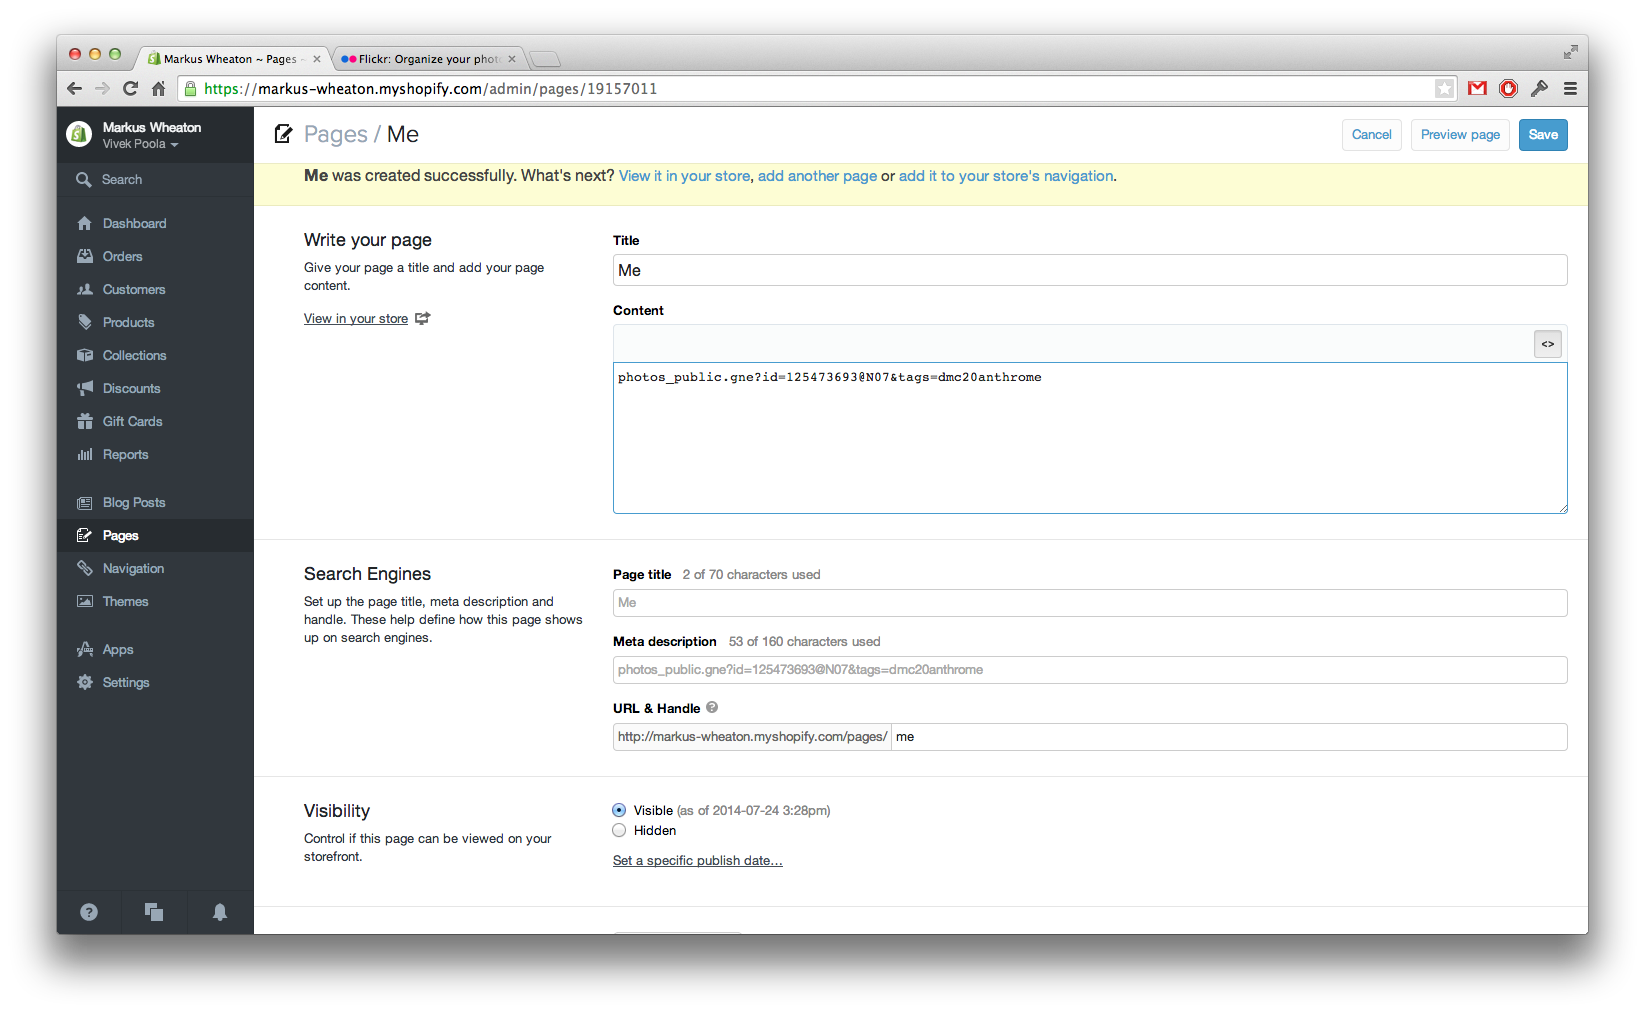 Markus Wheaton ~ Pages ~
Flickr: Organize your phot
https://markus-wheaton.myshopify.com/admin/pages/19157011
Markus Wheaton
Vivek Poola
Search
Dashboard
Orders
Customers
Products
Collections
Discounts
Gift Cards
Reports
Blog Posts
Pages
Navigation
Themes
Apps
Settings
Pages / Me
Cancel
Preview page
Save
Me was created successfully. What's next? View it in your store, add another page or add it to your store's navigation.
Write your page
Give your page a title and add your page
content.
View in your store
Title
Me
Content
<>
photos_public.gne?id=125473693@N07&tags=dmc20anthrome
Search Engines
Set up the page title, meta description and
handle. These help define how this page shows
up on search engines.
Page title 2 of 70 characters used
Me
Meta description 53 of 160 characters used
photos_public.gne?id=125473693@N07&tags=dmc20anthrome
URL & Handle ?
http://markus-wheaton.myshopify.com/pages/ me
Visibility
Control if this page can be viewed on your
storefront.
Visible (as of 2014-07-24 3:28pm)
Hidden
Set a specific publish date...